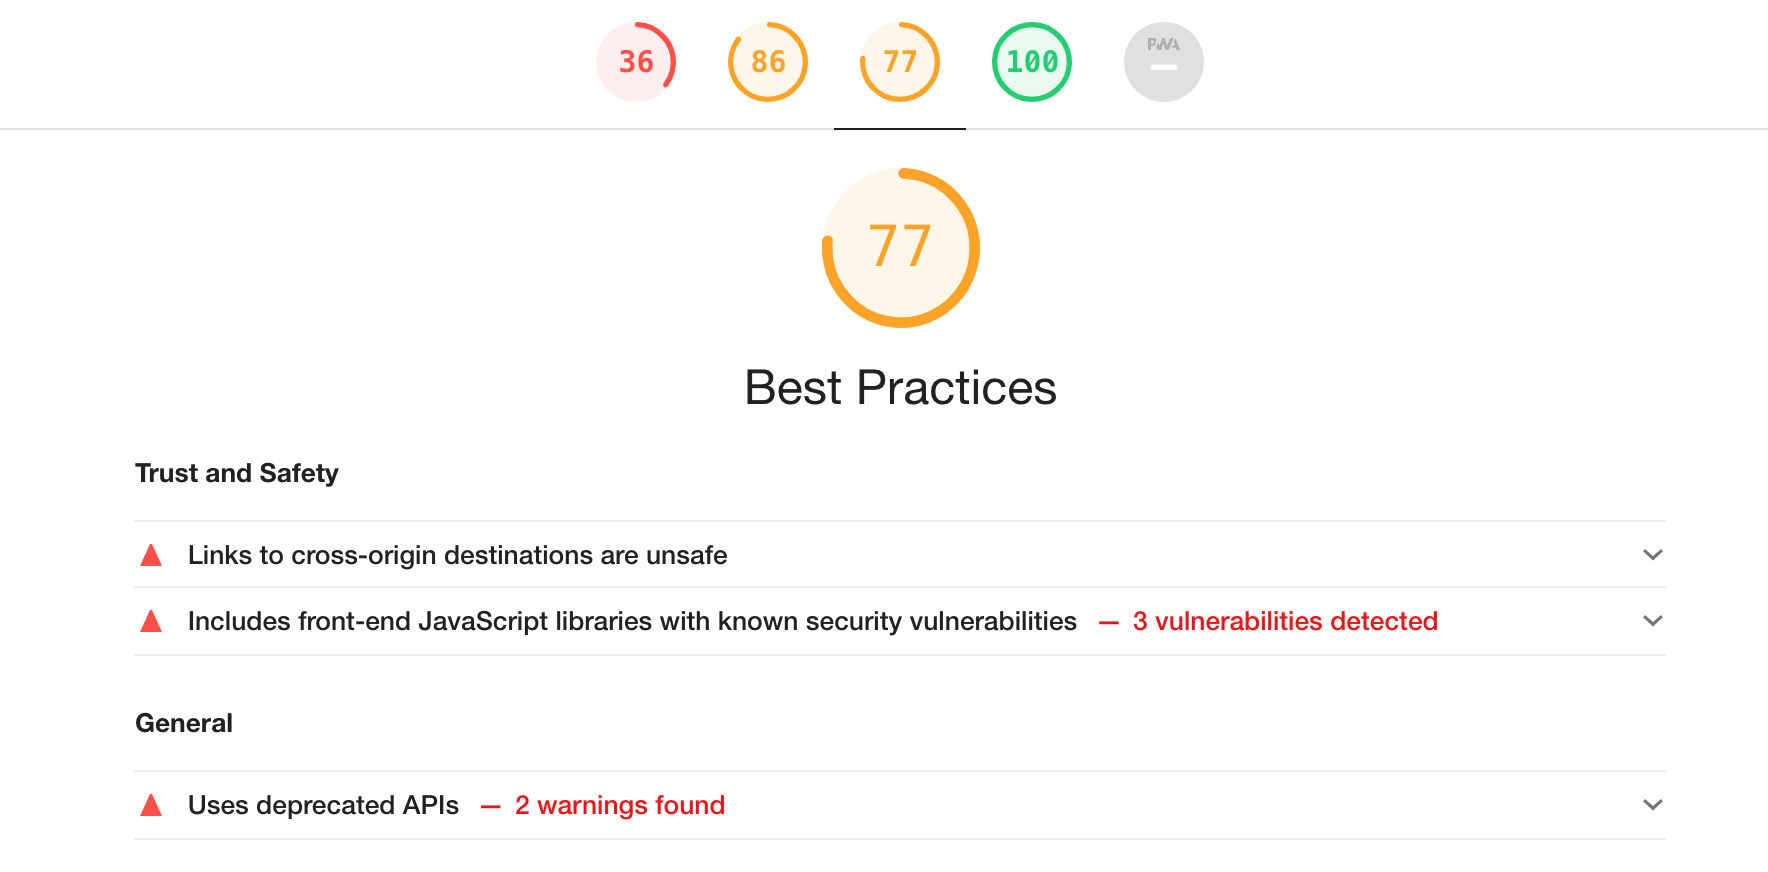 36 86 77 100 PWA
77
Best Practices
Trust and Safety
Links to cross-origin destinations are unsafe
Includes front-end JavaScript libraries with known security vulnerabilities — 3 vulnerabilities detected
General
Uses deprecated APIs — 2 warnings found